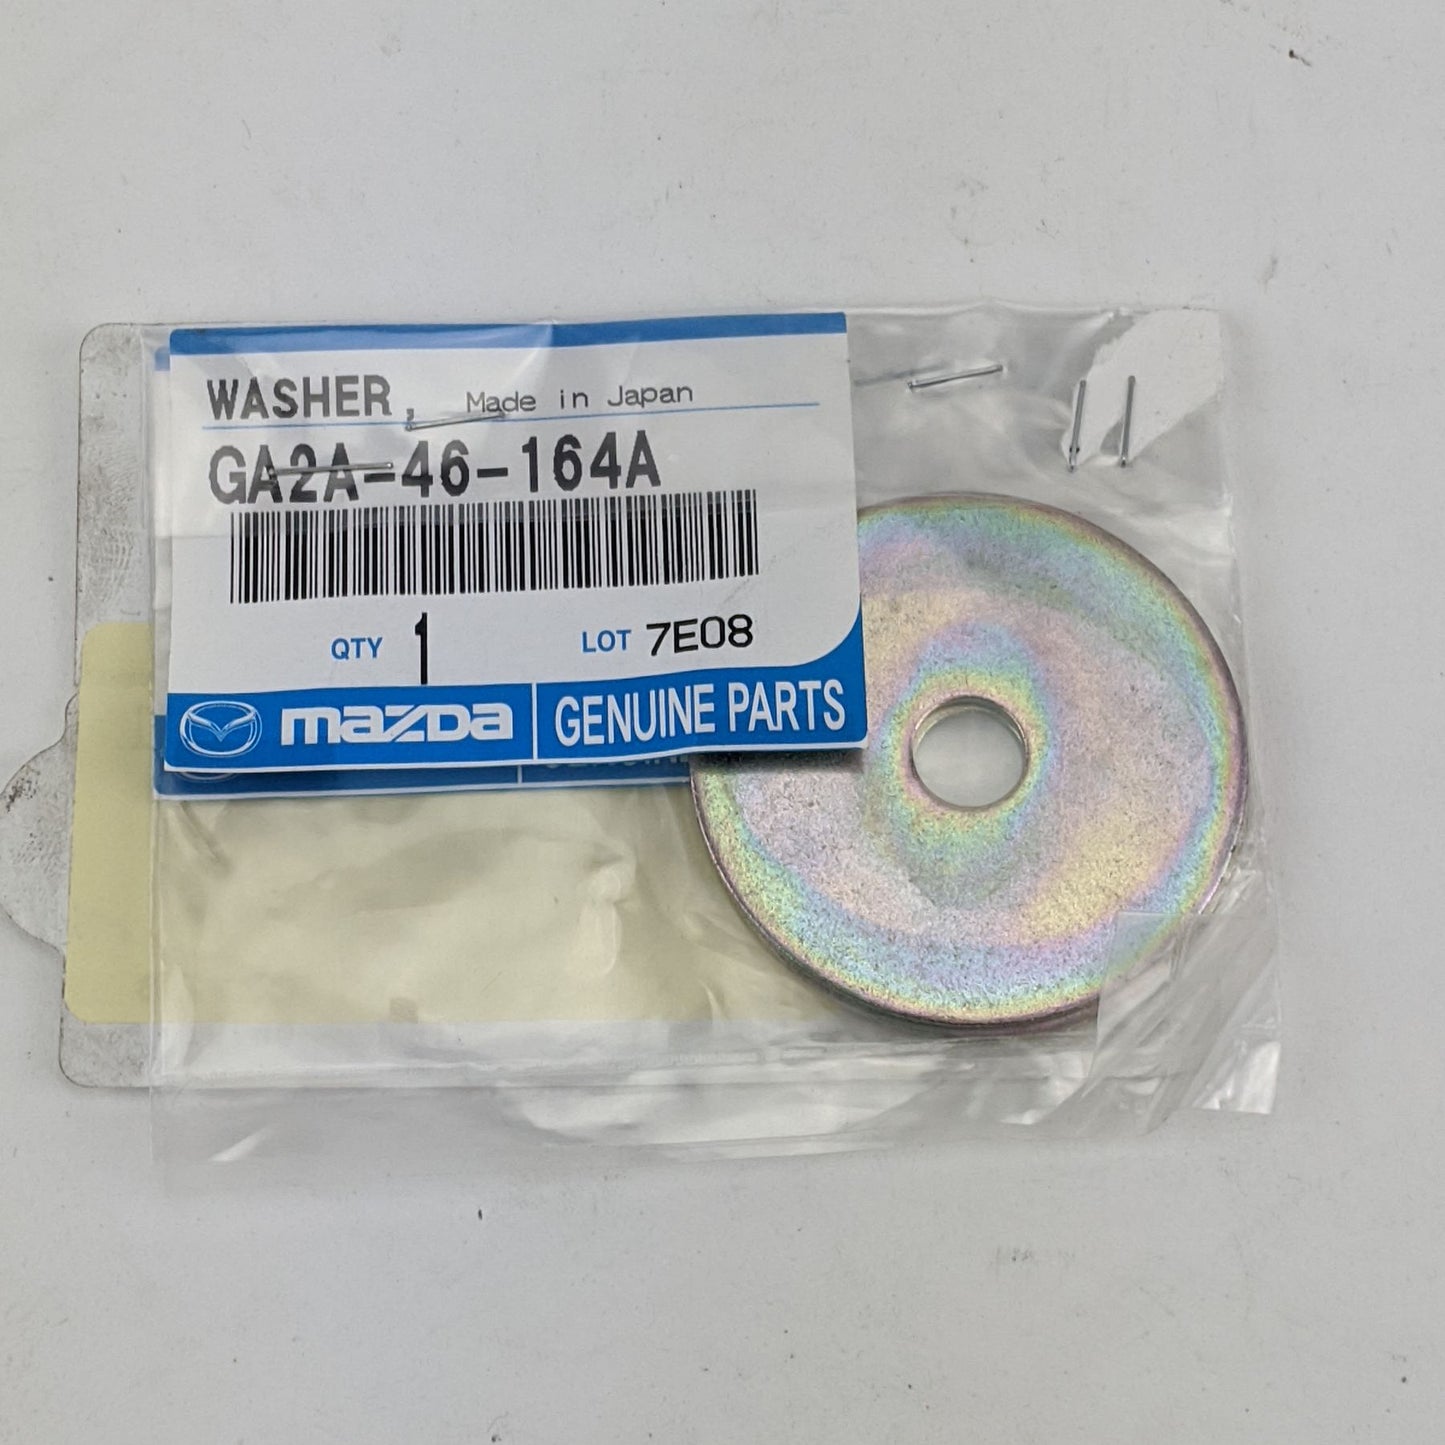 WASHER, Made in Japan
GA2A-46-164A
QTY 1 LOT 7E08
mazda GENUINE PARTS